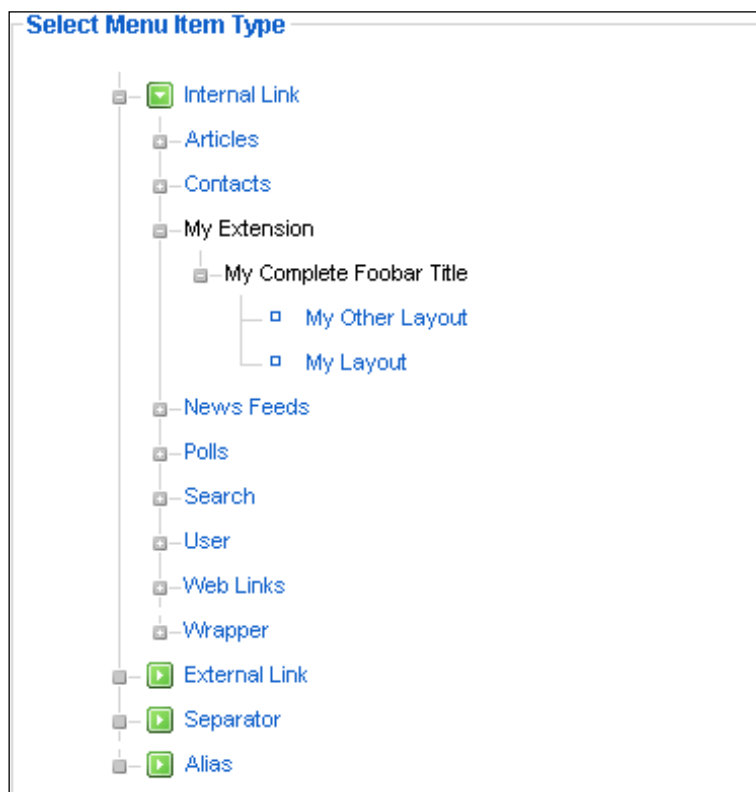 Select Menu Item Type
Internal Link
Articles
Contacts
My Extension
My Complete Foobar Title
My Other Layout
My Layout
News Feeds
Polls
Search
User
Web Links
Wrapper
External Link
Separator
Alias